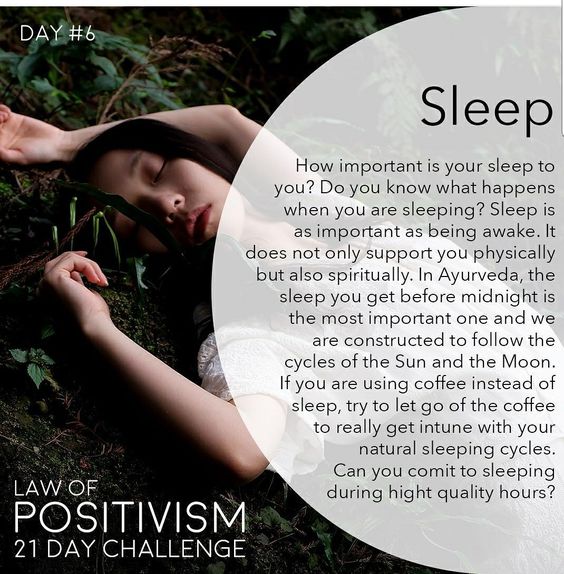 DAY #6
Sleep
How important is your sleep to
you? Do you know what happens
when you are sleeping? Sleep is
as important as being awake. It
does not only support you physically
but also spiritually. In Ayurveda, the
sleep you get before midnight is
the most important one and we
are constructed to follow the
cycles of the Sun and the Moon.
If you are using coffee instead of
sleep, try to let go of the coffee
to really get intune with your
natural sleeping cycles.
Can you comit to sleeping
during hight quality hours?
LAW OF
POSITIVISM
21 DAY CHALLENGE